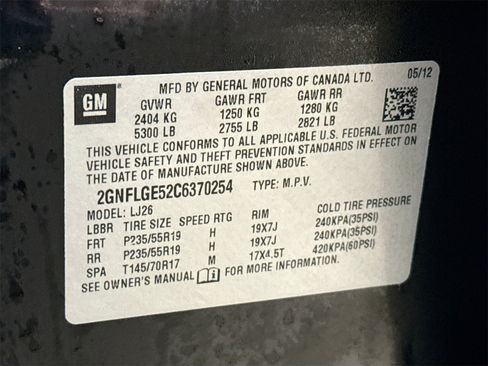 GM
MFD BY GENERAL MOTORS OF CANADA LTD. 05/12
GVWR GAWR FRT GAWR RR
2404 KG 1250 KG 1280 KG
5300 LB 2755 LB 2821 LB
THIS VEHICLE CONFORMS TO ALL APPLICABLE U.S. FEDERAL MOTOR
VEHICLE SAFETY AND THEFT PREVENTION STANDARDS IN EFFECT ON
THE DATE OF MANUFACTURE SHOWN ABOVE.
2GNFLGE52C6370254 TYPE: M.P.V.
MODEL: LJ26
LBBR TIRE SIZE SPEED RTG RIM COLD TIRE PRESSURE
FRT P235/55R19 H 19X7J 240KPA(35PSI)
RR P235/55R19 H 19X7J 240KPA(35PSI)
SPA T145/70R17 M 17X4.5T 420KPA(60PSI)
SEE OWNER'S MANUAL FOR MORE INFORMATION.